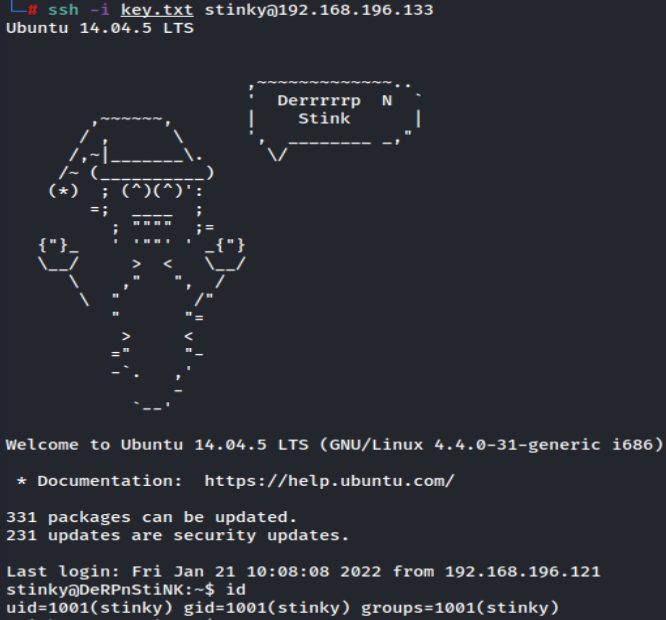 # ssh -i key.txt stinky@192.168.196.133
Ubuntu 14.04.5 LTS
Derrrrrp N
Stink
Welcome to Ubuntu 14.04.5 LTS (GNU/Linux 4.4.0-31-generic i686)
* Documentation: https://help.ubuntu.com/
331 packages can be updated.
231 updates are security updates.
Last login: Fri Jan 21 10:08:08 2022 from 192.168.196.121
stinky@DeRPnStiNK:~$ id
uid=1001(stinky) gid=1001(stinky) groups=1001(stinky)